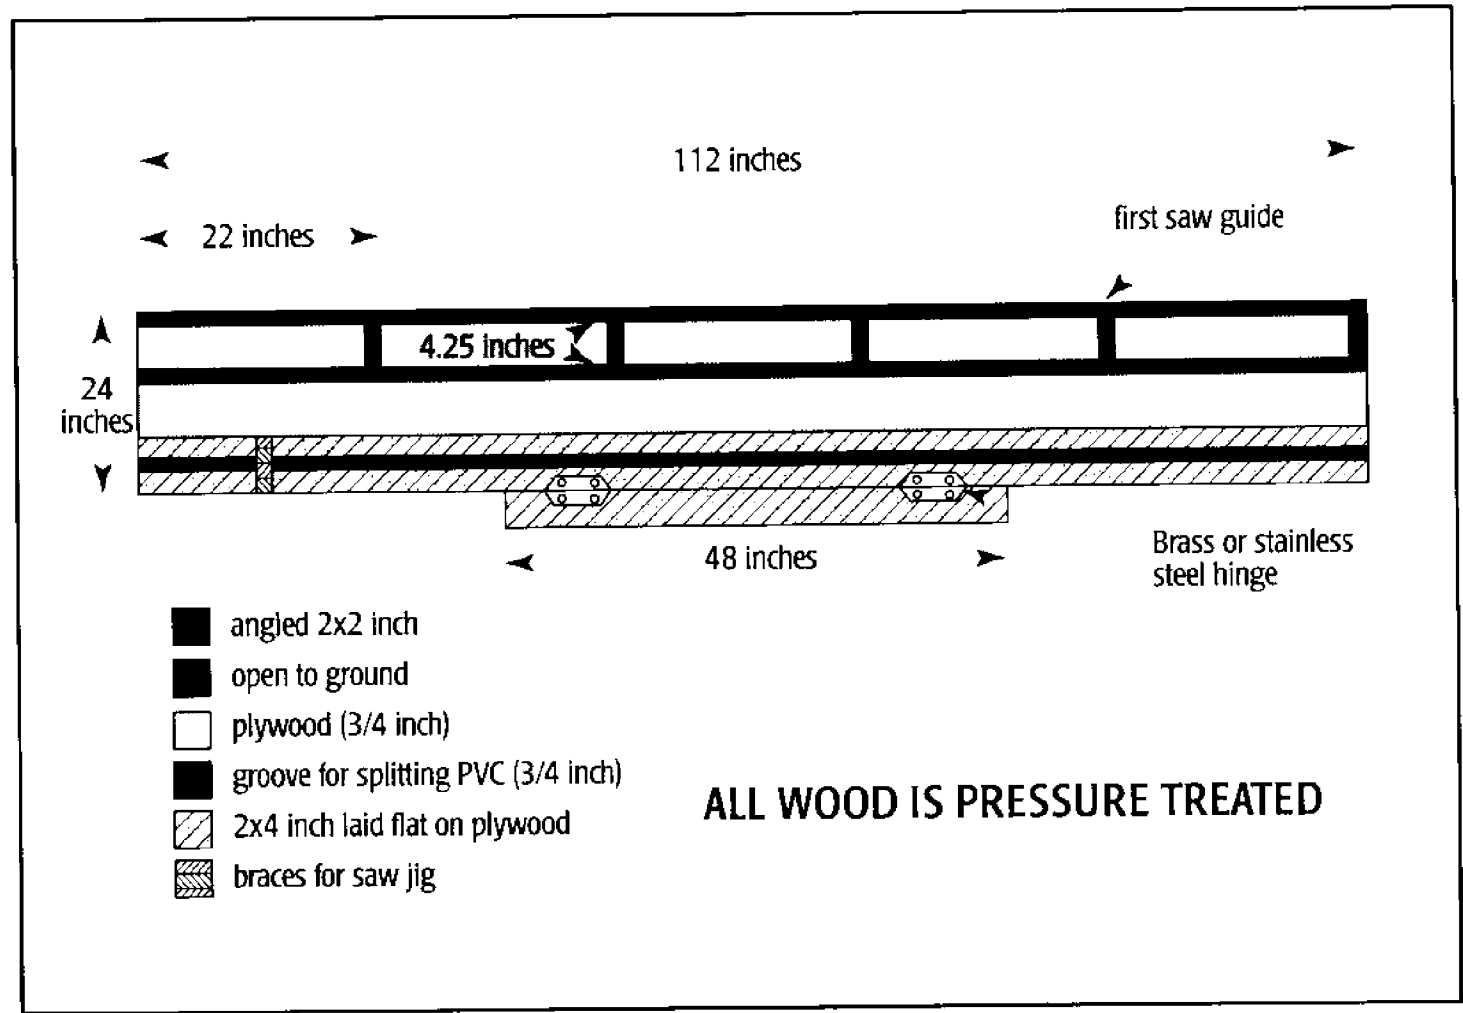 112 inches
22 inches
first saw guide
4.25 inches
24
inches
48 inches
Brass or stainless
steel hinge
angled 2x2 inch
open to ground
plywood (3/4 inch)
groove for splitting PVC (3/4 inch)
2x4 inch laid flat on plywood
braces for saw jig
ALL WOOD IS PRESSURE TREATED